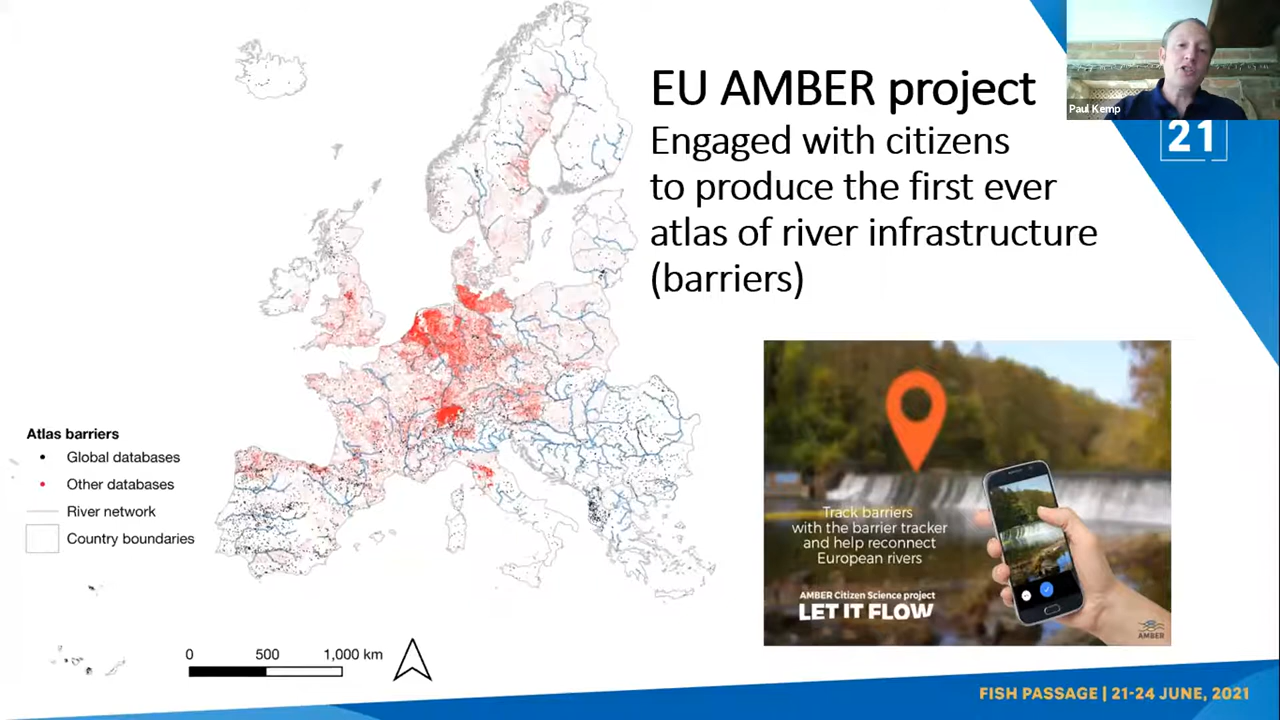 EU AMBER project
Engaged with citizens
to produce the first ever
atlas of river infrastructure
(barriers)
Paul Kemp
21
Atlas barriers
Global databases
Other databases
River network
Country boundaries
0 500 1,000 km
Track barriers
with the barrier tracker
and help reconnect
European rivers
AMBER Citizen Science project
LET IT FLOW
AMBER
FISH PASSAGE | 21-24 JUNE, 2021